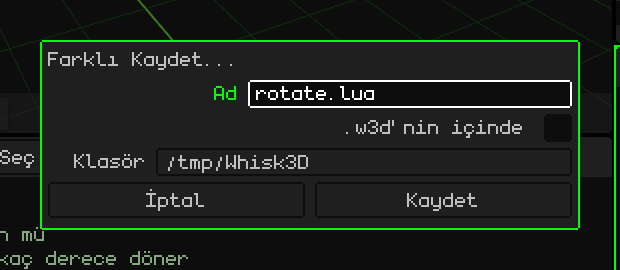 Farklı Kaydet...
Ad rotate.lua
.w3d'nin içinde
Seç
Klasör /tmp/Whisk3D
İptal Kaydet
mü
kaç derece döner